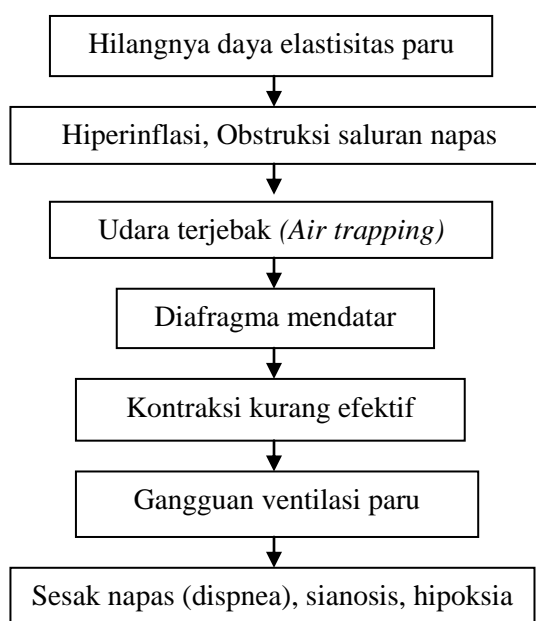 Hilangnya daya elastisitas paru
Hiperinflasi, Obstruksi saluran napas
Udara terjebak (Air trapping)
Diafragma mendatar
Kontraksi kurang efektif
Gangguan ventilasi paru
Sesak napas (dispnea), sianosis, hipoksia